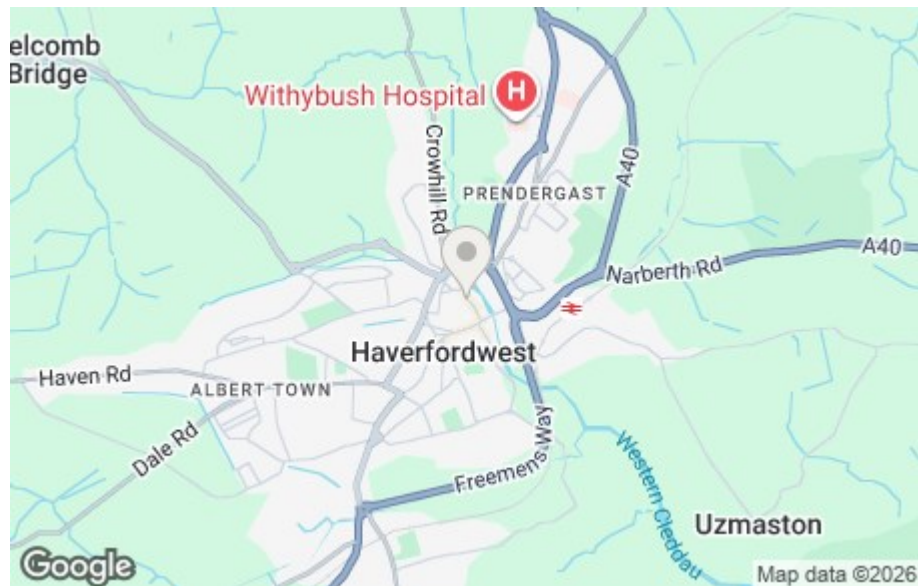 elcomb
Bridge
Withybush Hospital
H
Crowhill Rd
PRENDERGAST
A40
A40
Narberth Rd
Haverfordwest
Haven Rd
ALBERT TOWN
Dale Rd
Freemens Way
Western Cleddau
Uzmaston
Google
Map data ©2026